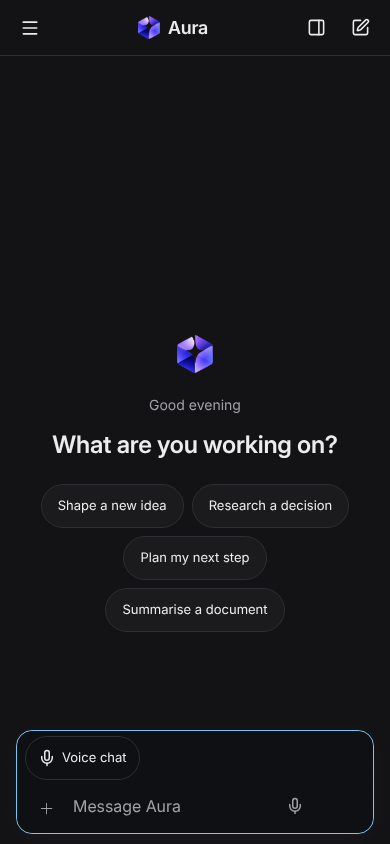 Aura
Good evening
What are you working on?
Shape a new idea
Research a decision
Plan my next step
Summarise a document
Voice chat
Message Aura